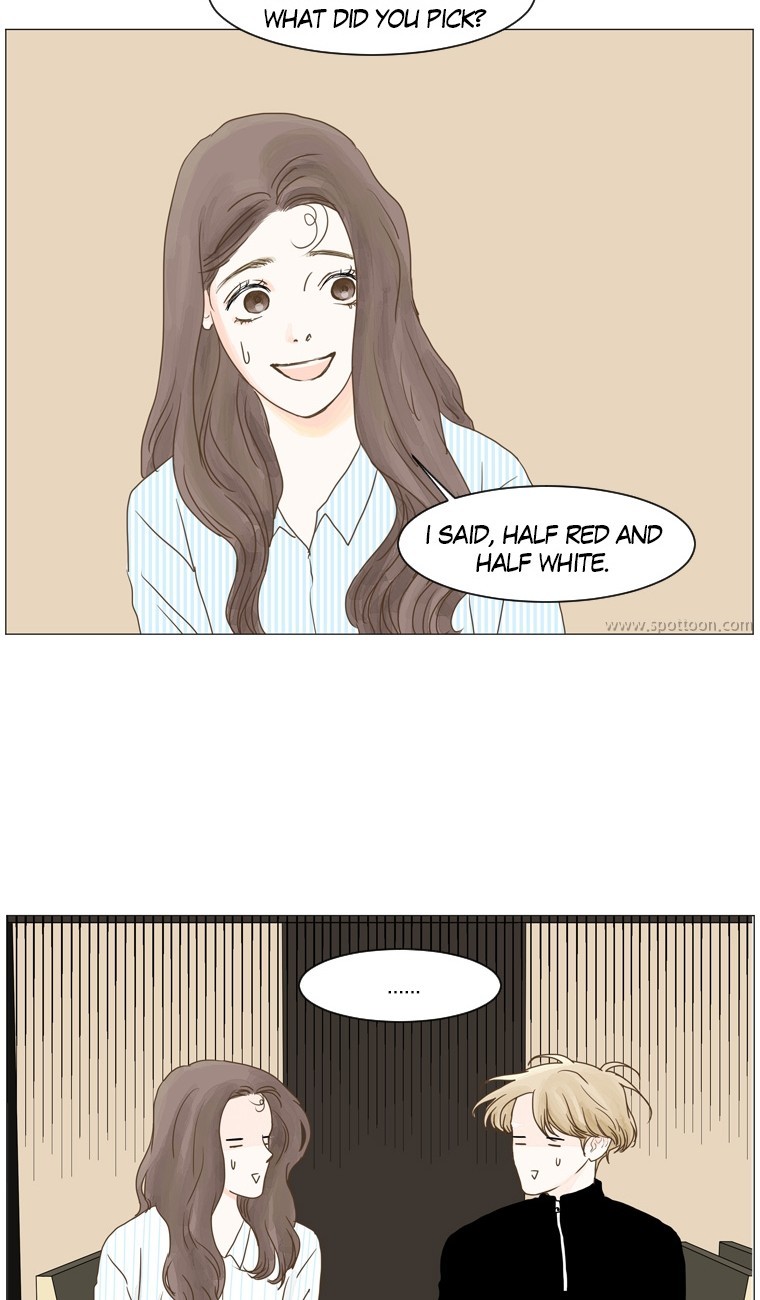 WHAT DID YOU PICK?
I SAID, HALF RED AND
HALF WHITE.
www.spottoon.com
......